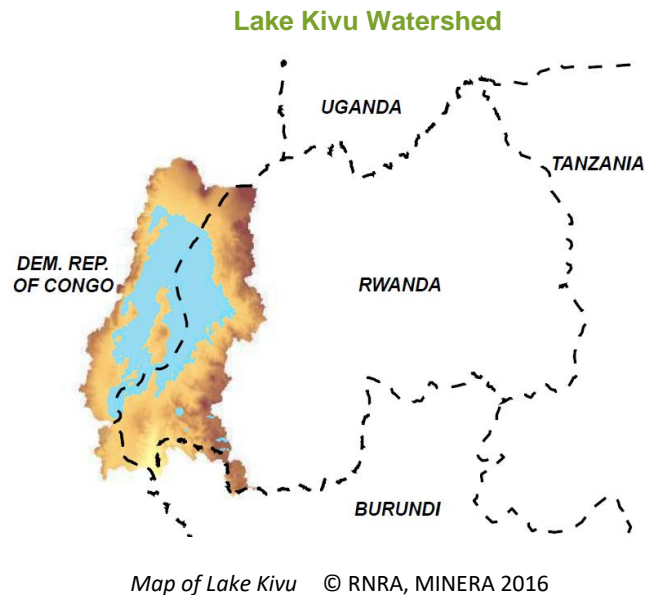 Lake Kivu Watershed
UGANDA
TANZANIA
DEM. REP.
OF CONGO
RWANDA
BURUNDI
Map of Lake Kivu © RNRA, MINERA 2016